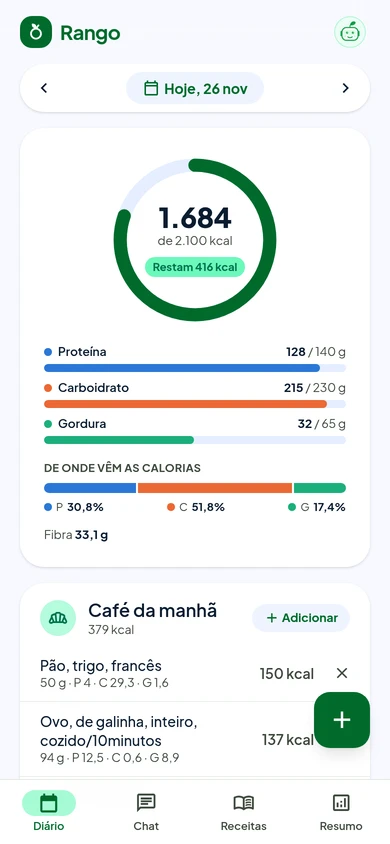 Rango
Hoje, 26 nov
1.684
de 2.100 kcal
Restam 416 kcal
Proteína 128 / 140 g
Carboidrato 215 / 230 g
Gordura 32 / 65 g
DE ONDE VÊM AS CALORIAS
P 30,8% C 51,8% G 17,4%
Fibra 33,1 g
Café da manhã
379 kcal
+ Adicionar
Pão, trigo, francês
50 g · P 4 · C 29,3 · G 1,6
150 kcal
Ovo, de galinha, inteiro,
cozido/10minutos
94 g · P 12,5 · C 0,6 · G 8,9
137 kcal
Diário Chat Receitas Resumo